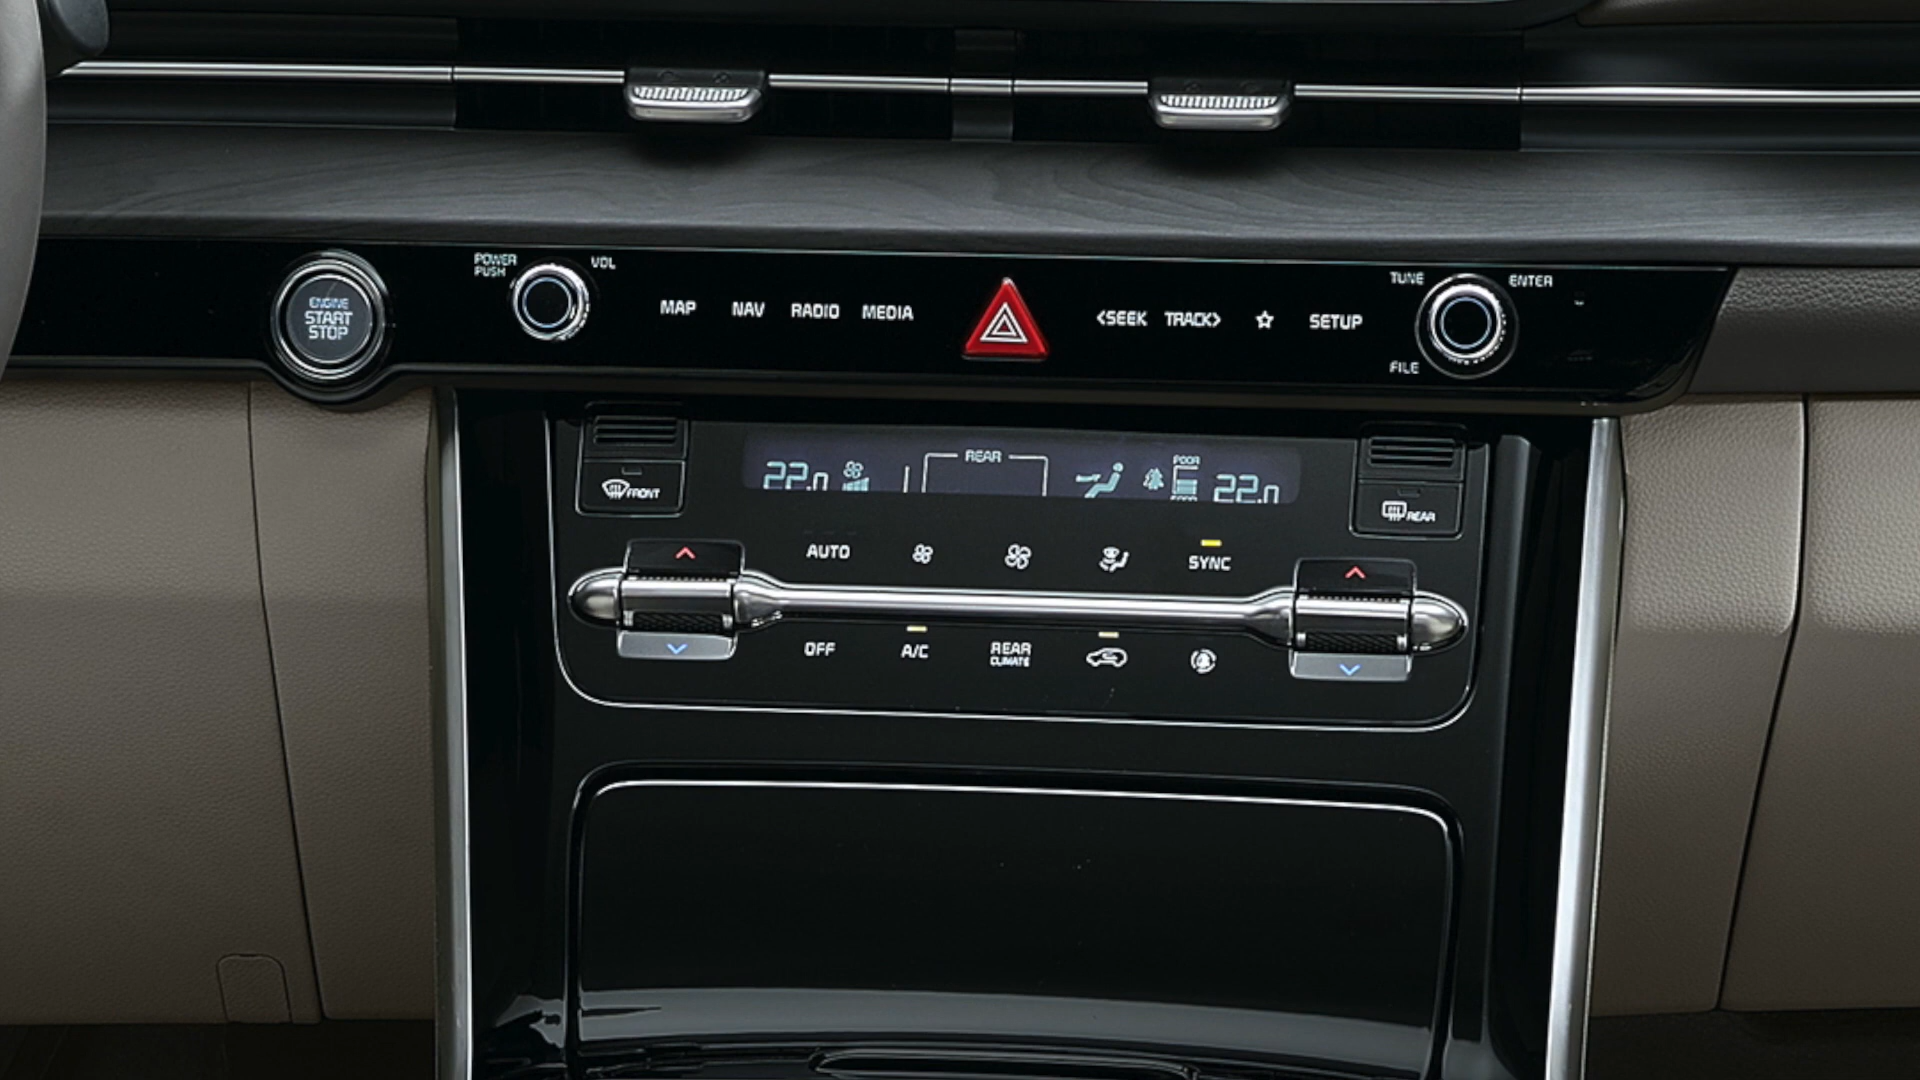 POWER
PUSH
VOL
ENGINE
START
STOP
MAP NAV RADIO MEDIA
<SEEK TRACK> SETUP
TUNE
ENTER
FILE
REAR
POOR
22.0
22.0
FRONT
REAR
AUTO
SYNC
OFF A/C
REAR
CLIMATE